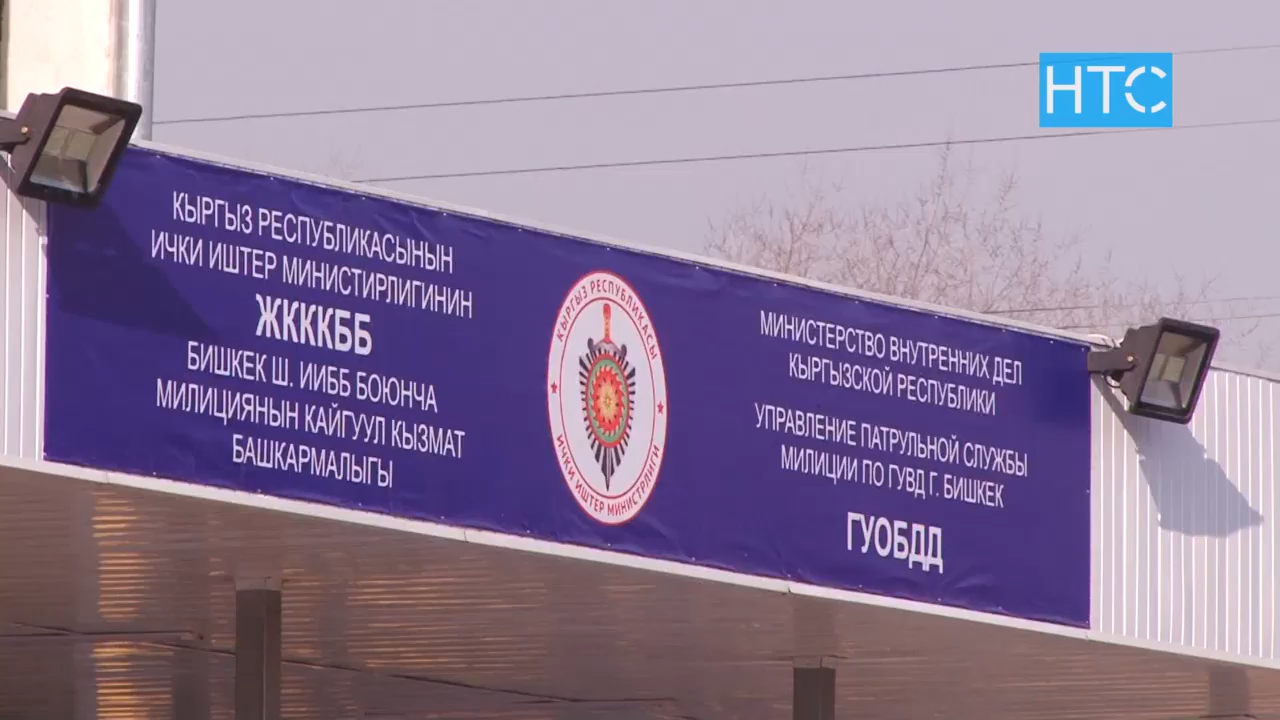 НТС
КЫРГЫЗ РЕСПУБЛИКАСЫНЫН
ИЧКИ ИШТЕР МИНИСТИРЛИГИНИН
ЖКККББ
БИШКЕК Ш. ИИББ БОЮНЧА
МИЛИЦИЯНЫН КАЙГУУЛ КЫЗМАТ
БАШКАРМАЛЫГЫ
КЫРГЫЗ РЕСПУБЛИКАСЫ
ИЧКИ ИШТЕР МИНИСТРЛИГИ
МИНИСТЕРСТВО ВНУТРЕННИХ ДЕЛ
КЫРГЫЗСКОЙ РЕСПУБЛИКИ
УПРАВЛЕНИЕ ПАТРУЛЬНОЙ СЛУЖБЫ
МИЛИЦИИ ПО ГУВД Г. БИШКЕК
ГУОБДД